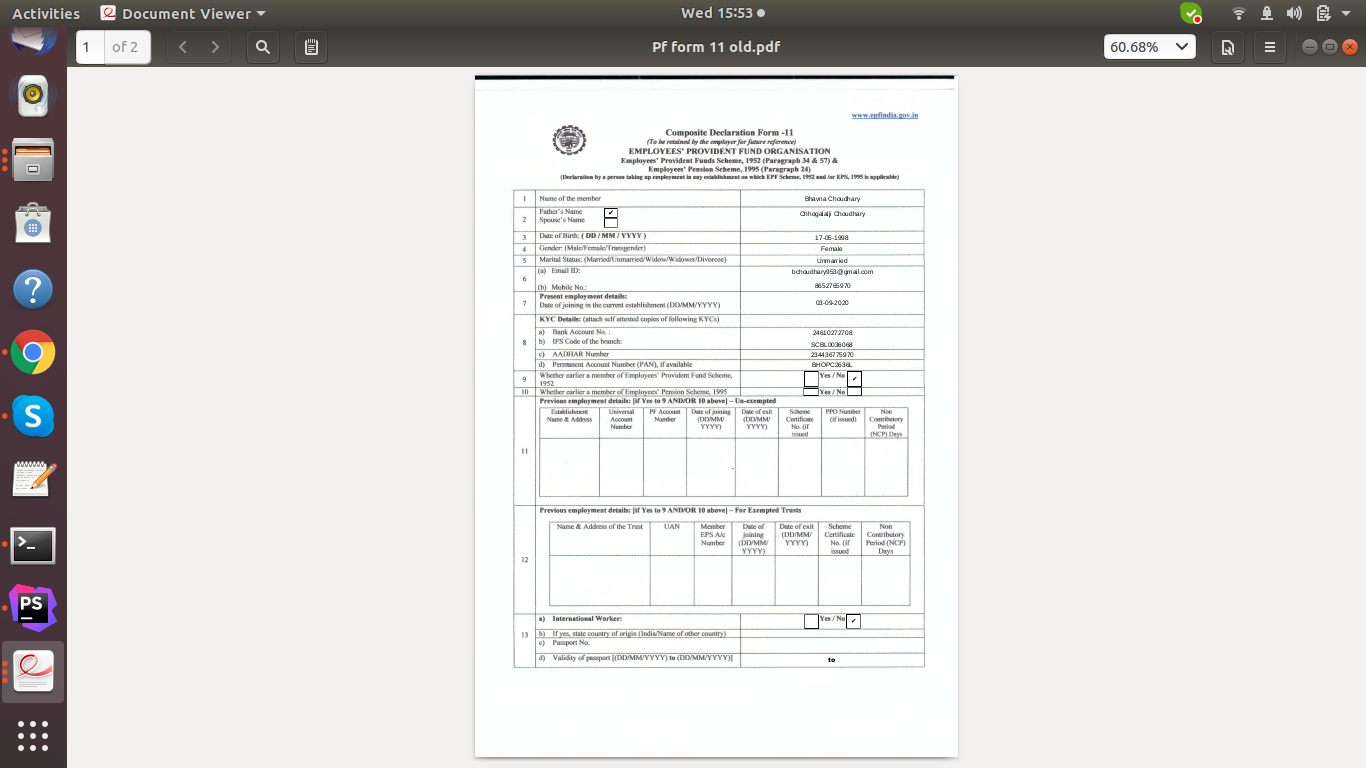 Activities Document Viewer Wed 15:53
1 of 2 Pf form 11 old.pdf 60.68%
www.epfindia.gov.in
Composite Declaration Form -11
(To be retained by the employer for future reference)
EMPLOYEES' PROVIDENT FUND ORGANISATION
Employees' Provident Funds Scheme, 1952 (Paragraph 34 & 57) &
Employees' Pension Scheme, 1995 (Paragraph 24)
(Declaration by a person taking up employment in any establishment on which EPF Scheme, 1952 and /or EPS, 1995 is applicable)
1 Name of the member Bhavna Choudhary
2 Father's Name ✔ Chhogalalji Choudhary
Spouse's Name
3 Date of Birth: ( DD / MM / YYYY ) 17-05-1998
4 Gender: (Male/Female/Transgender) Female
5 Marital Status: (Married/Unmarried/Widow/Widower/Divorcee) Unmarried
6 (a) Email ID: bchoudhary953@gmail.com
(b) Mobile No.: 8652765970
7 Present employment details:
Date of joining in the current establishment (DD/MM/YYYY) 03-09-2020
8 KYC Details: (attach self attested copies of following KYCs)
a) Bank Account No. : 24610272708
b) IFS Code of the branch: SCBL0036068
c) AADHAR Number 234436775970
d) Permanent Account Number (PAN), if available BHOPC2636L
9 Whether earlier a member of Employees' Provident Fund Scheme, Yes / No ✔
1952
10 Whether earlier a member of Employees' Pension Scheme, 1995 Yes / No
11 Previous employment details: [if Yes to 9 AND/OR 10 above] – Un-exempted
Establishment Universal PF Account Date of joining Date of exit Scheme PPO Number Non
Name & Address Account Number (DD/MM/ (DD/MM/ Certificate (if issued) Contributory
Number YYYY) YYYY) No. (if Period
issued (NCP) Days
12 Previous employment details: [if Yes to 9 AND/OR 10 above] – For Exempted Trusts
Name & Address of the Trust UAN Member Date of Date of exit Scheme Non
EPS A/c joining (DD/MM/ Certificate Contributory
Number (DD/MM/ YYYY) No. (if Period (NCP)
YYYY) issued Days
13 a) International Worker: Yes / No ✔
b) If yes, state country of origin (India/Name of other country)
c) Passport No.
d) Validity of passport [(DD/MM/YYYY) to (DD/MM/YYYY)] to